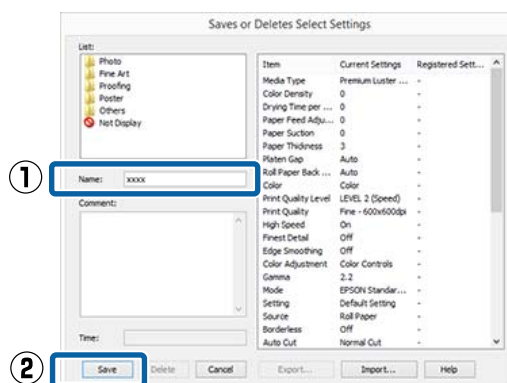 Saves or Deletes Select Settings
List:
Photo
Fine Art
Proofing
Poster
Others
Not Display
① Name: xxxx
Comment:
Time:
Item Current Settings Registered Sett...
Media Type Premium Luster ... -
Color Density 0 -
Drying Time per ... 0 -
Paper Feed Adju... 0 -
Paper Suction 0 -
Paper Thickness 3 -
Platen Gap Auto -
Roll Paper Back ... Auto -
Color Color -
Print Quality Level LEVEL 2 (Speed) -
Print Quality Fine - 600x600dpi -
High Speed On -
Finest Detail Off -
Edge Smoothing Off -
Color Adjustment Color Controls -
Gamma 2.2 -
Mode EPSON Standar... -
Setting Default Setting -
Source Roll Paper -
Borderless Off -
Auto Cut Normal Cut -
② Save Delete Cancel Export... Import... Help